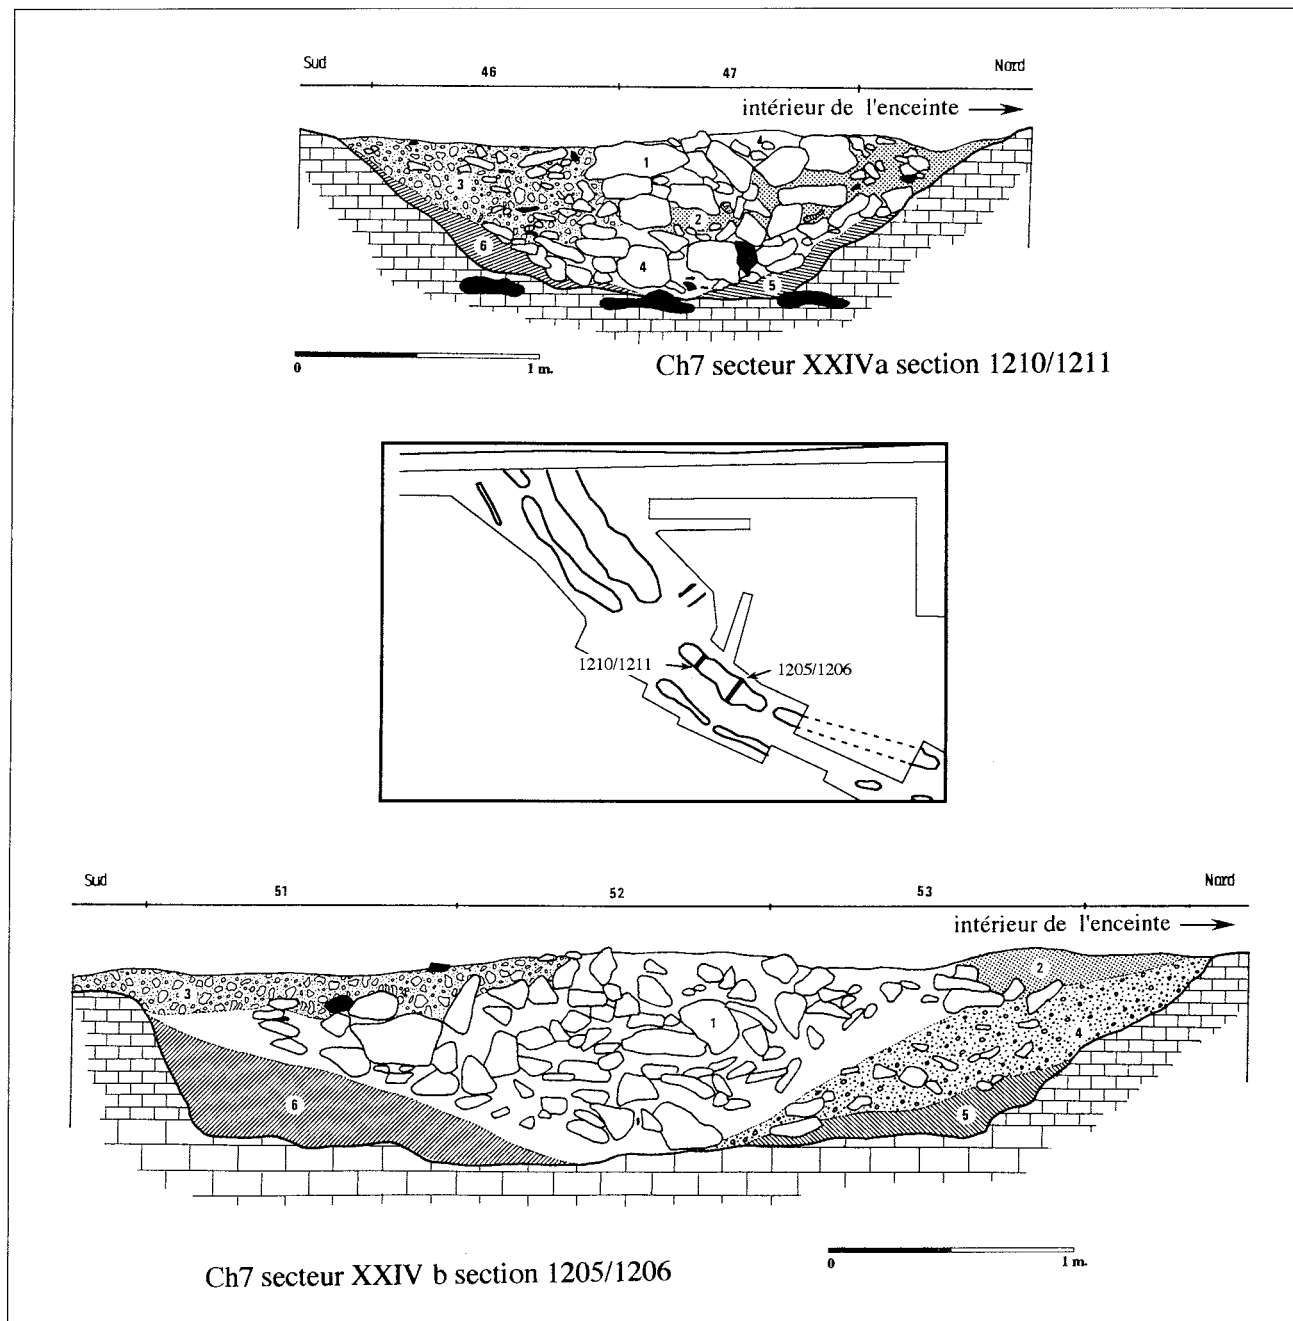 Sud 46 47 Nord
intérieur de l'enceinte
4
1
3
2
6
4
5
0 1 m.
Ch7 secteur XXIVa section 1210/1211
1210/1211 1205/1206
Sud 51 52 53 Nord
intérieur de l'enceinte
2
3
1
4
6
5
0 1 m.
Ch7 secteur XXIV b section 1205/1206